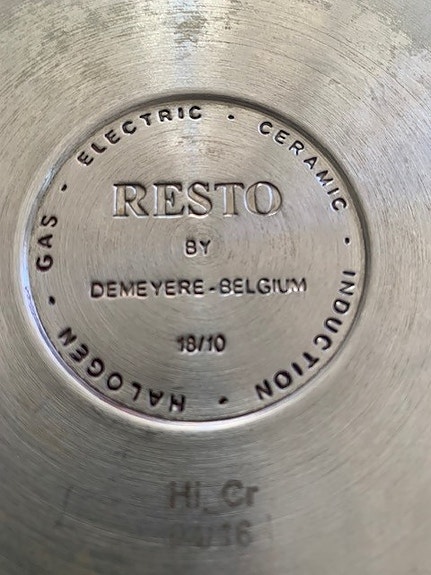 GAS - ELECTRIC - CERAMIC - INDUCTION - HALOGEN -
RESTO
BY
DEMEYERE-BELGIUM
18/10
Hi_Cr